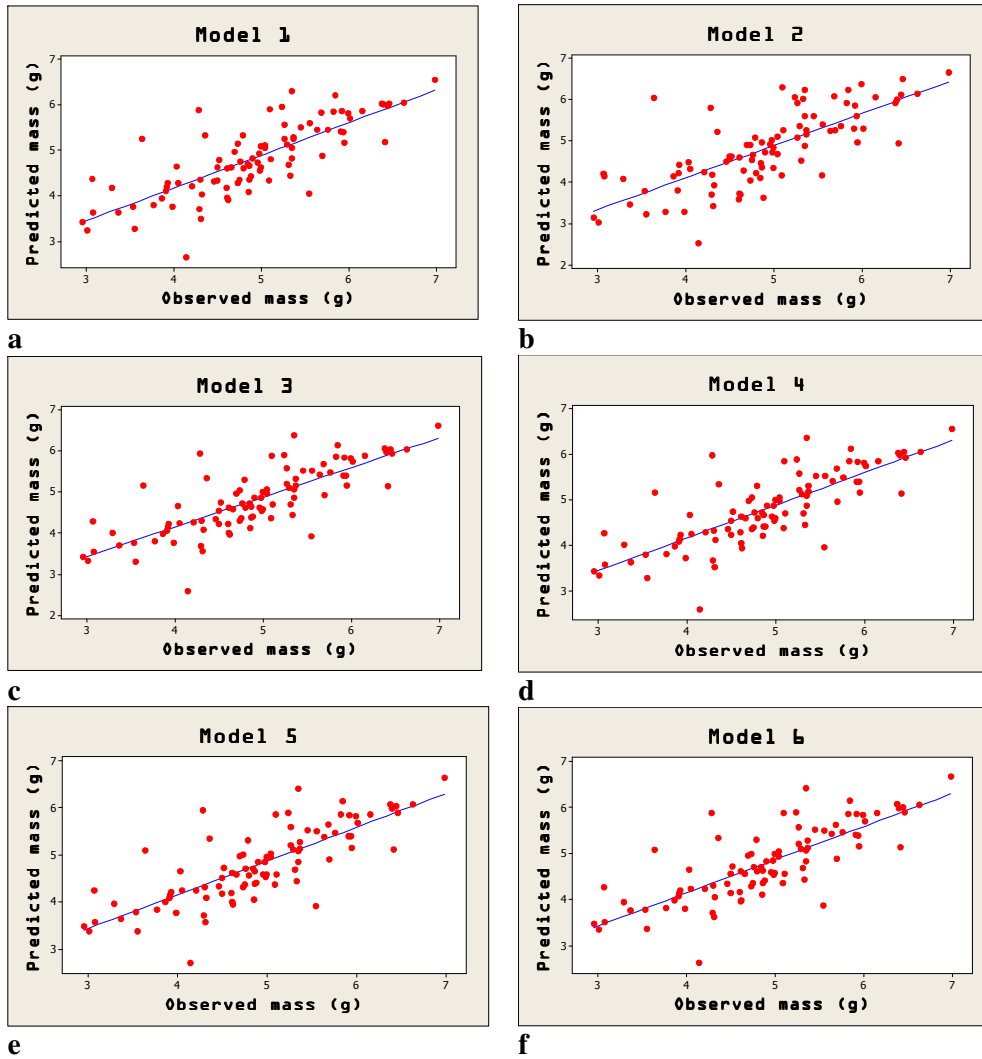 Model 1
Predicted mass (g)
7
6
5
4
3
3 4 5 6 7
Observed mass (g)
a
Model 2
Predicted mass (g)
7
6
5
4
3
2
3 4 5 6 7
Observed mass (g)
b
Model 3
Predicted mass (g)
7
6
5
4
3
2
3 4 5 6 7
Observed mass (g)
c
Model 4
Predicted mass (g)
7
6
5
4
3
3 4 5 6 7
Observed mass (g)
d
Model 5
Predicted mass (g)
7
6
5
4
3
3 4 5 6 7
Observed mass (g)
e
Model 6
Predicted mass (g)
7
6
5
4
3
3 4 5 6 7
Observed mass (g)
f